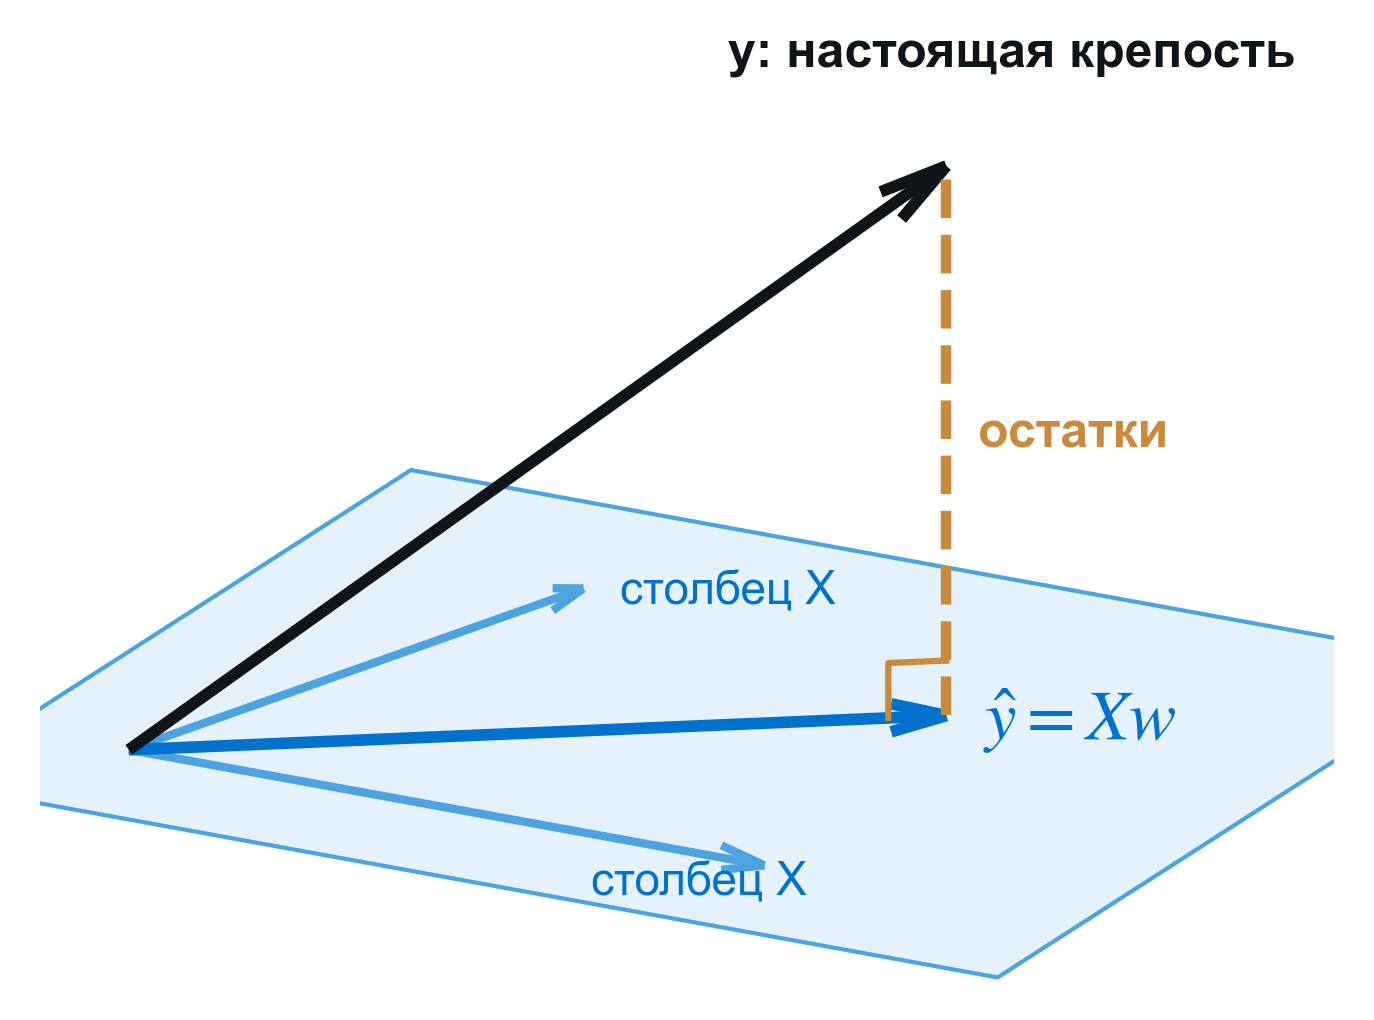 y: настоящая крепость
остатки
столбец X
ŷ = Xw
столбец X